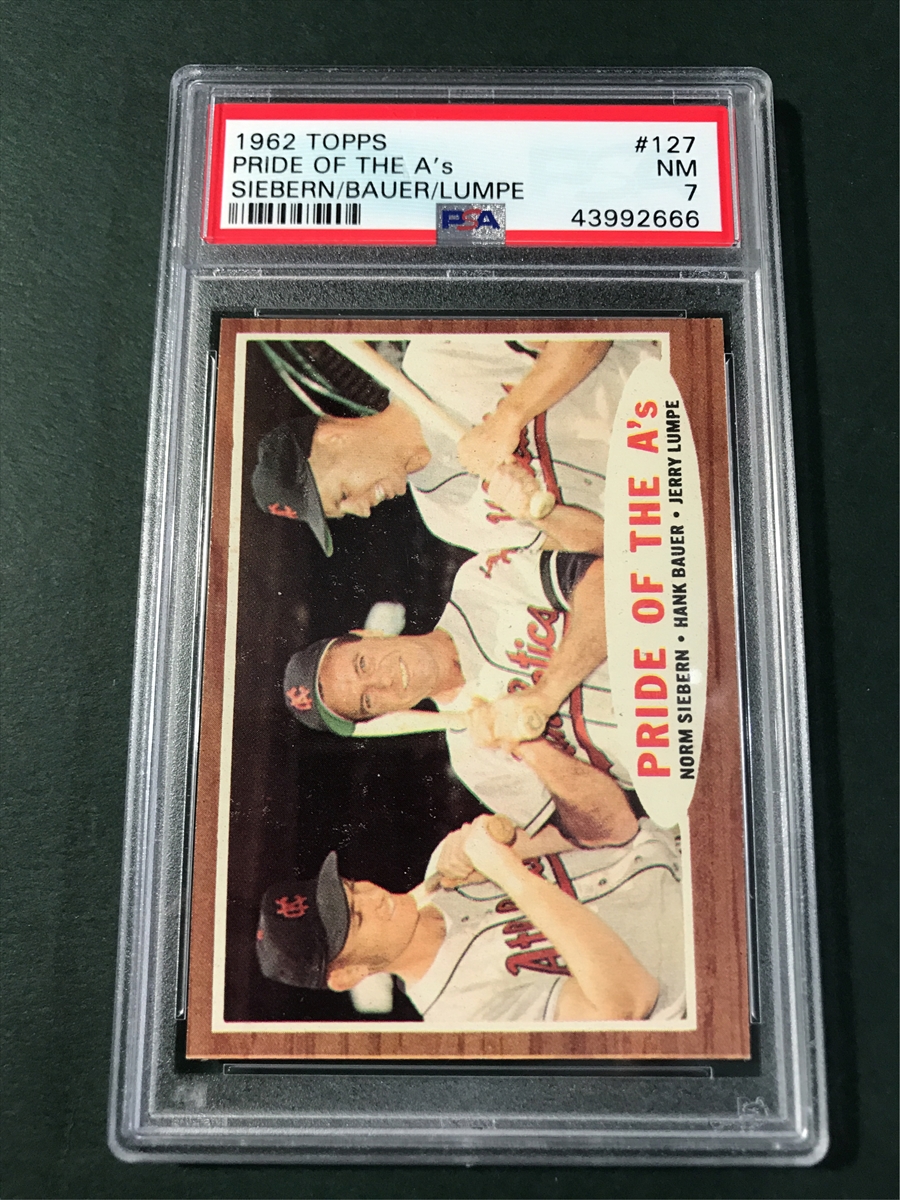 1962 TOPPS #127
PRIDE OF THE A's NM
SIEBERN/BAUER/LUMPE 7
PSA 43992666
PRIDE OF THE A's
NORM SIEBERN • HANK BAUER • JERRY LUMPE